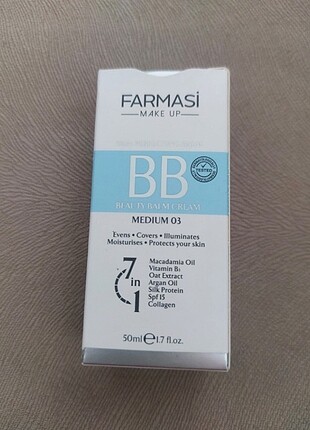 FARMASİ
MAKE UP
BB
BEAUTY BALM CREAM
MEDIUM 03
Evens • Covers • Illuminates
Moisturises • Protects your skin
7 in 1
Macadamia Oil
Vitamin B₅
Oat Extract
Argan Oil
Silk Protein
Spf 15
Collagen
50ml ℮ 1.7 fl.oz.
TESTED